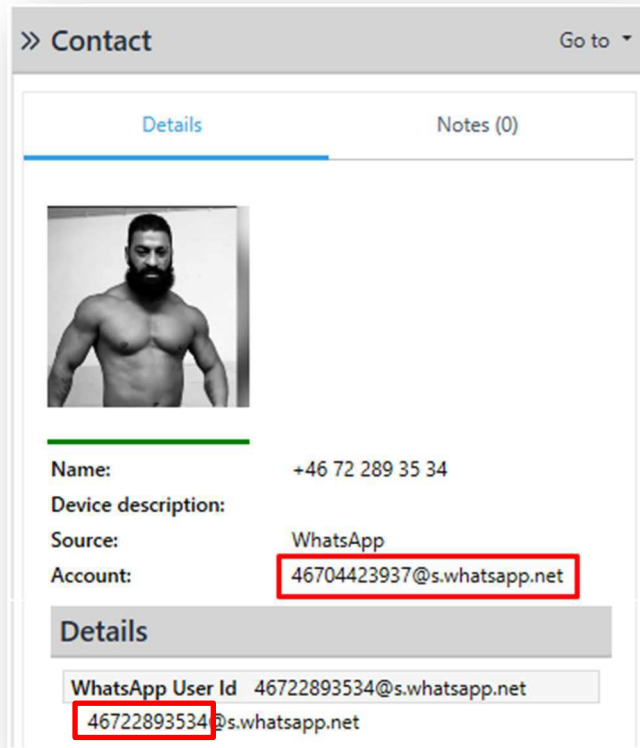 » Contact Go to
Details Notes (0)
Name: +46 72 289 35 34
Device description:
Source: WhatsApp
Account: 46704423937@s.whatsapp.net
Details
WhatsApp User Id 46722893534@s.whatsapp.net
46722893534@s.whatsapp.net